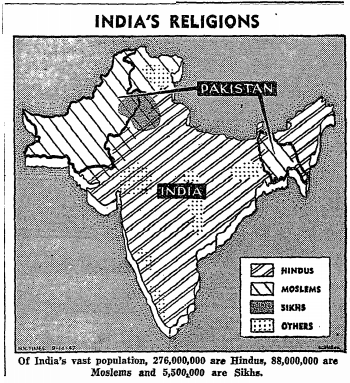 INDIA'S RELIGIONS
PAKISTAN
INDIA
HINDUS
MOSLEMS
SIKHS
OTHERS
N.Y. TIMES
Of India's vast population, 276,000,000 are Hindus, 88,000,000 are
Moslems and 5,500,000 are Sikhs.